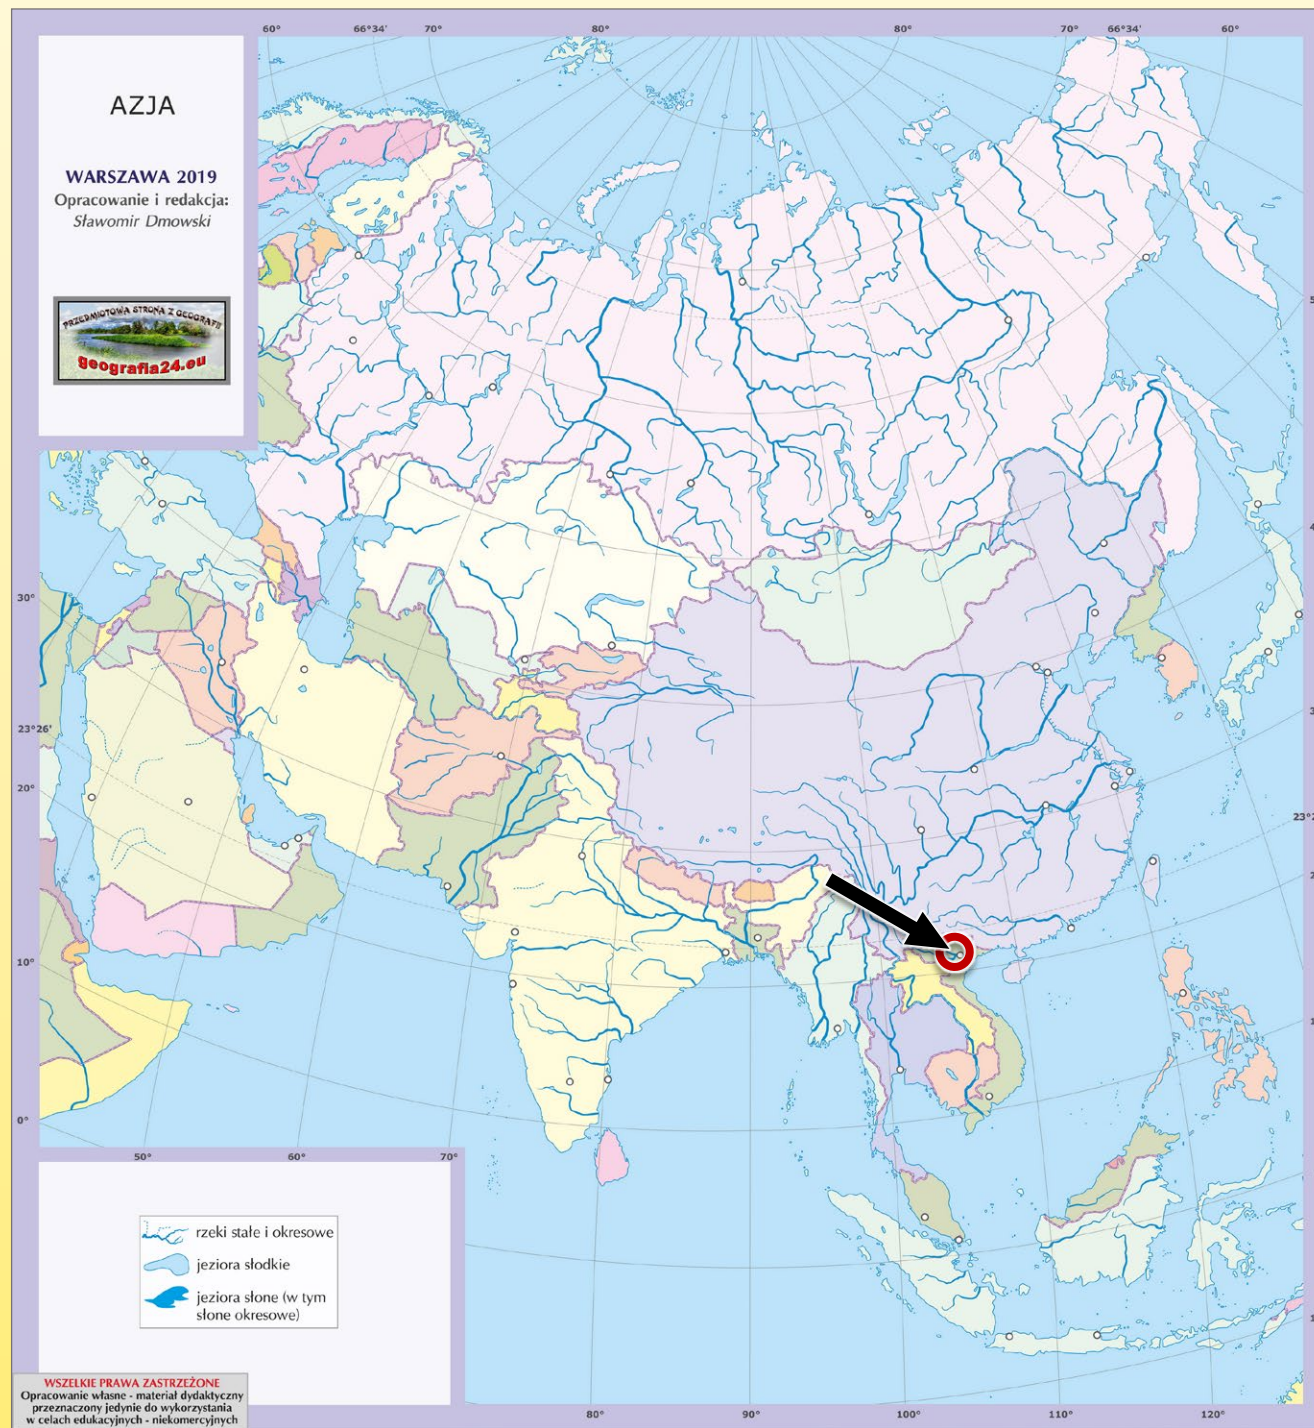 60° 66°34' 70° 80° 80° 70° 66°34' 60°
AZJA
WARSZAWA 2019
Opracowanie i redakcja:
Sławomir Dmowski
PRZEDMIOTOWA STRONA Z GEOGRAFII
geografia24.eu
30°
23°26'
20°
10°
0°
50° 60° 70°
rzeki stałe i okresowe
jeziora słodkie
jeziora słone (w tym
słone okresowe)
WSZELKIE PRAWA ZASTRZEŻONE
Opracowanie własne - materiał dydaktyczny
przeznaczony jedynie do wykorzystania
w celach edukacyjnych - niekomercyjnych
80° 90° 100° 110° 120°